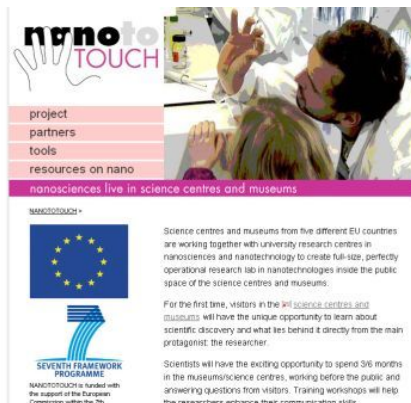 nanoto
TOUCH
project
partners
tools
resources on nano
nanosciences live in science centres and museums
NANOTOTOUCH »
Science centres and museums from five different EU countries
are working together with university research centres in
nanosciences and nanotechnology to create full-size, perfectly
operational research lab in nanotechnologies inside the public
space of the science centres and museums.
For the first time, visitors in the science centres and
museums will have the unique opportunity to learn about
scientific discovery and what lies behind it directly from the main
protagonist: the researcher.
Scientists will have the exciting opportunity to spend 3/6 months
in the museums/science centres, working before the public and
answering questions from visitors. Training workshops will help
the researchers enhance their communication skills
7
SEVENTH FRAMEWORK
PROGRAMME
NANOTOTOUCH is funded with
the support of the European
Commission within the 7th